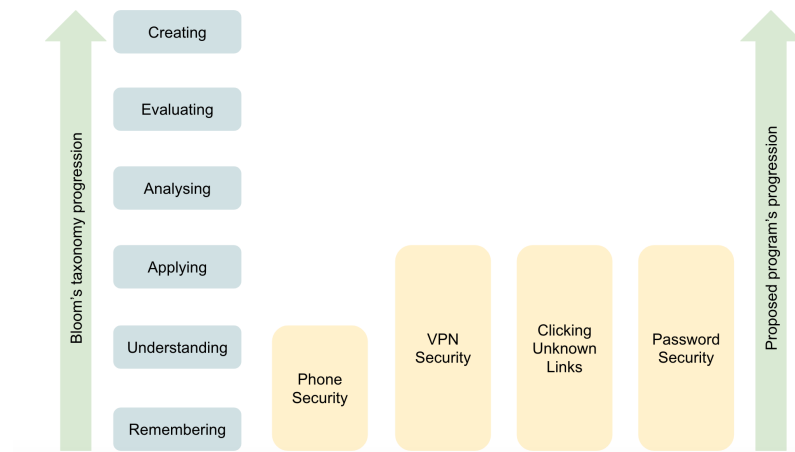 Bloom's taxonomy progression
Creating
Evaluating
Analysing
Applying
Understanding
Remembering
Phone
Security
VPN
Security
Clicking
Unknown
Links
Password
Security
Proposed program's progression